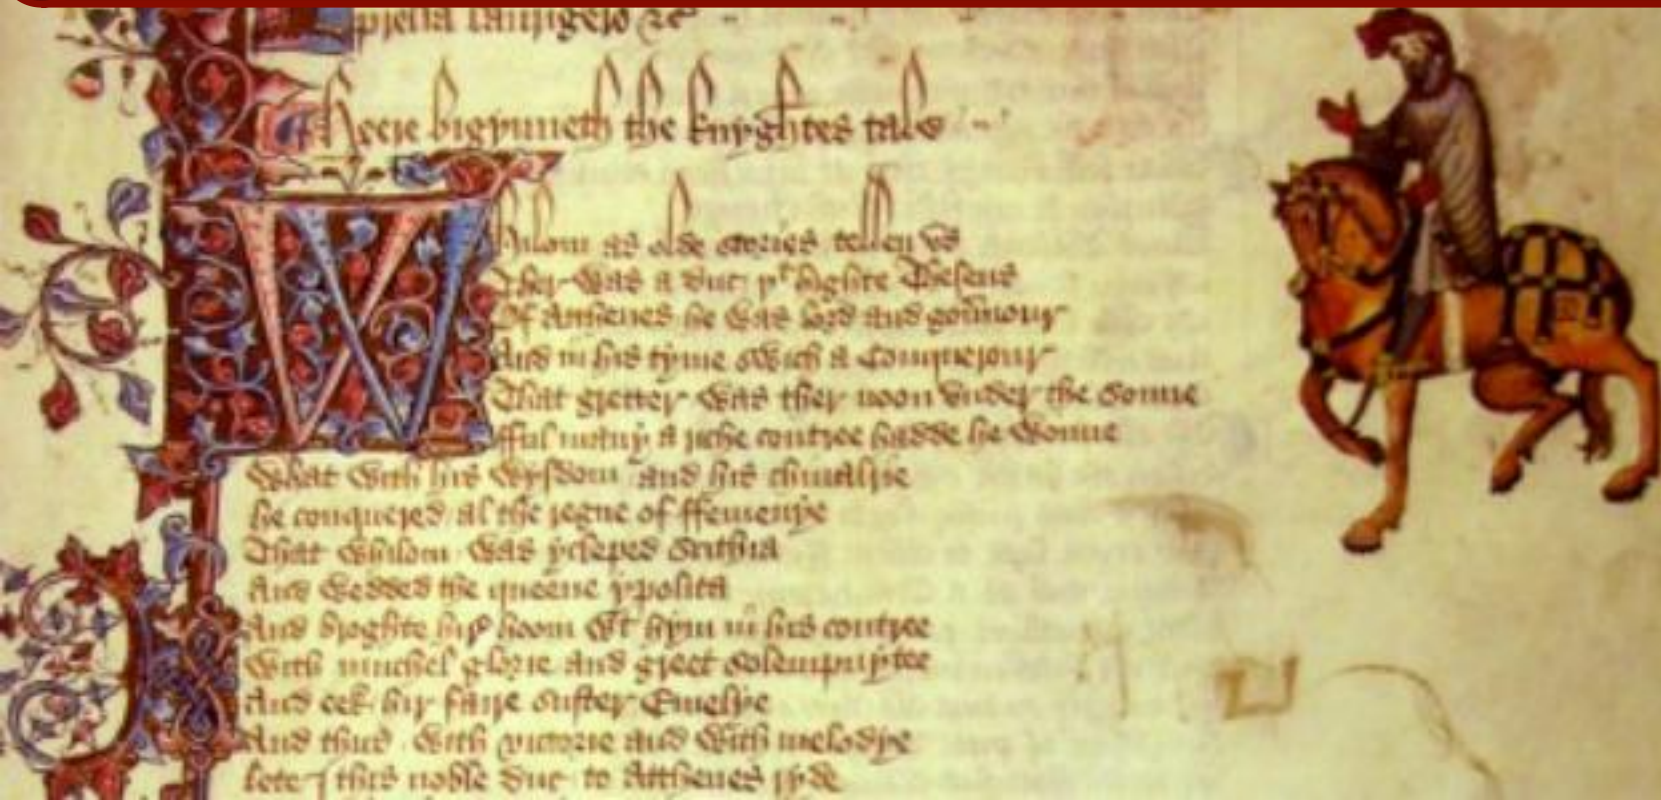 lamigero &c
Heere bigynneth the knyghtes tale
Whilom as olde stories tellen vs
Ther was a duc þᵗ highte Theseus
Of Atthenes he was lord and gouernour
And in his tyme swich a Conquerour
That gretter was ther noon vnder the sonne
fful many a riche contree hadde he wonne
What with his wysdom and his chiualrie
he conquered al the regne of ffemenye
That whilom was ycleped Scithia
And wedded the queene ypolita
And broghte hir hoom with hym in his contree
With muchel glorie and greet solempnytee
And eek hir faire suster Emelye
And thus with victorie and with melodye
lete I this noble duc to Atthenes ryde